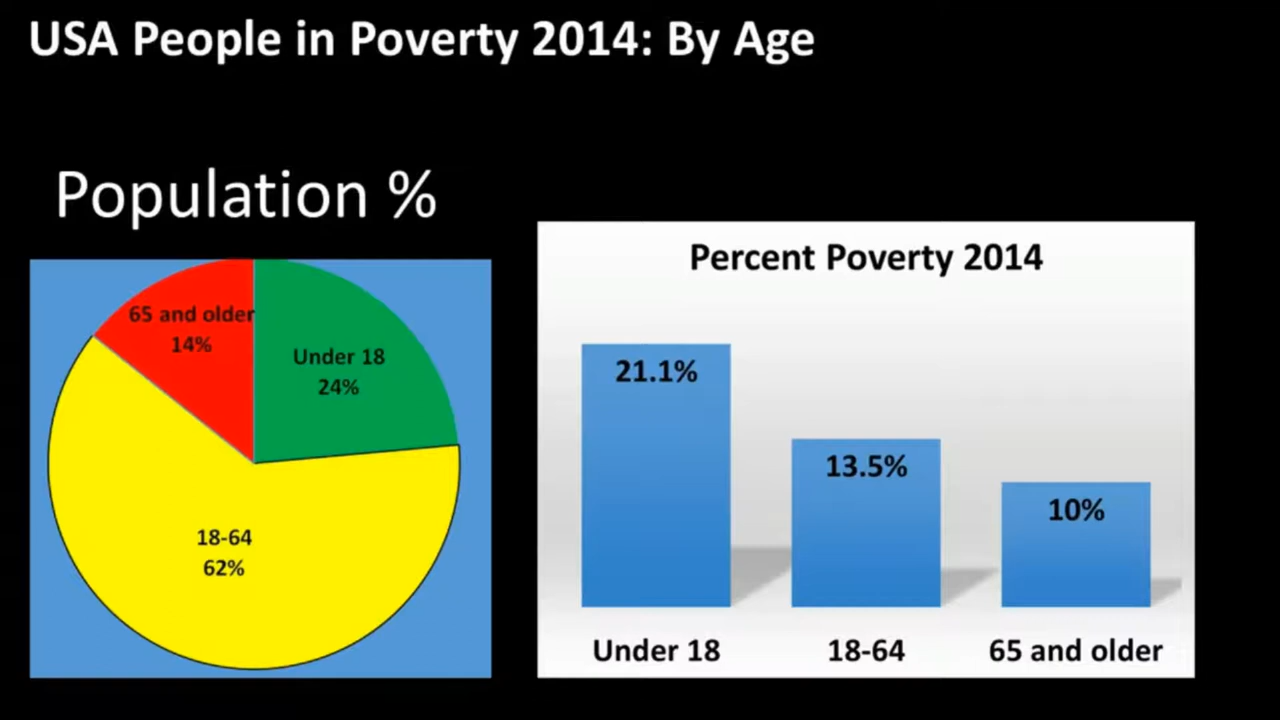 USA People in Poverty 2014: By Age
Population %
65 and older
14%
Under 18
24%
18-64
62%
Percent Poverty 2014
21.1%
13.5%
10%
Under 18
18-64
65 and older